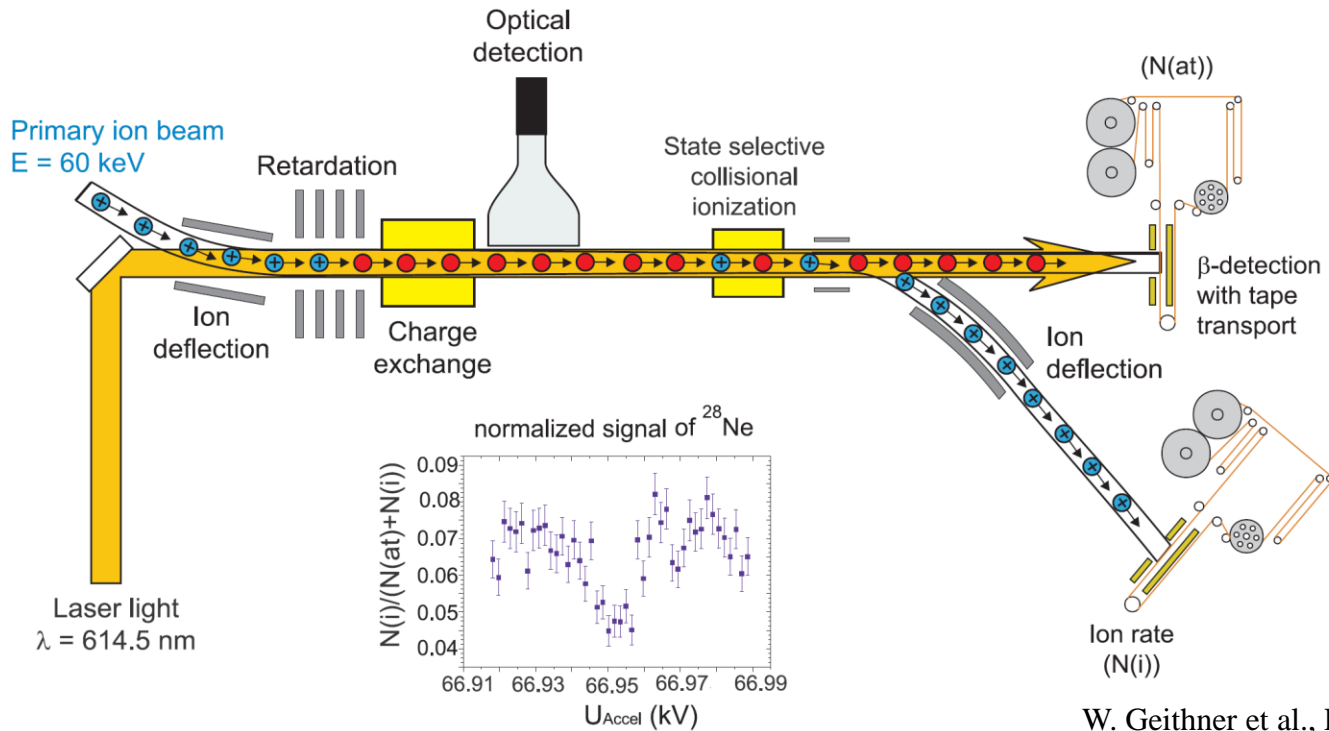 Optical
detection
(N(at))
Primary ion beam
E = 60 keV
Retardation
State selective
collisional
ionization
β-detection
with tape
transport
Ion
deflection
Charge
exchange
Ion
deflection
normalized signal of ²⁸Ne
N(i)/(N(at)+N(i))
0.09
0.08
0.07
0.06
0.05
0.04
66.91 66.93 66.95 66.97 66.99
U_Accel (kV)
Laser light
λ = 614.5 nm
Ion rate
(N(i))
W. Geithner et al.,